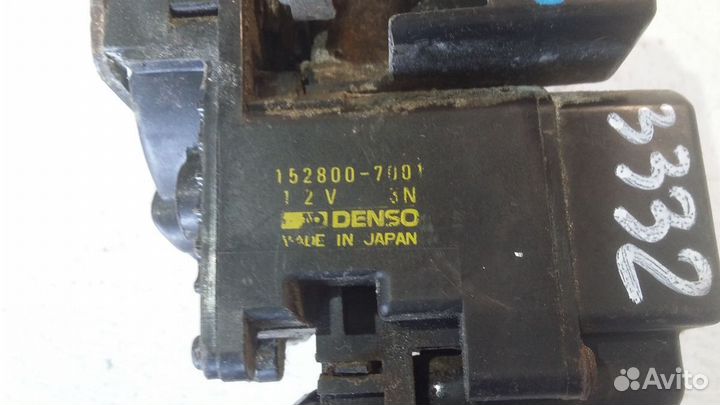 152800-7001
12V 3N
DENSO
MADE IN JAPAN
3332
Avito